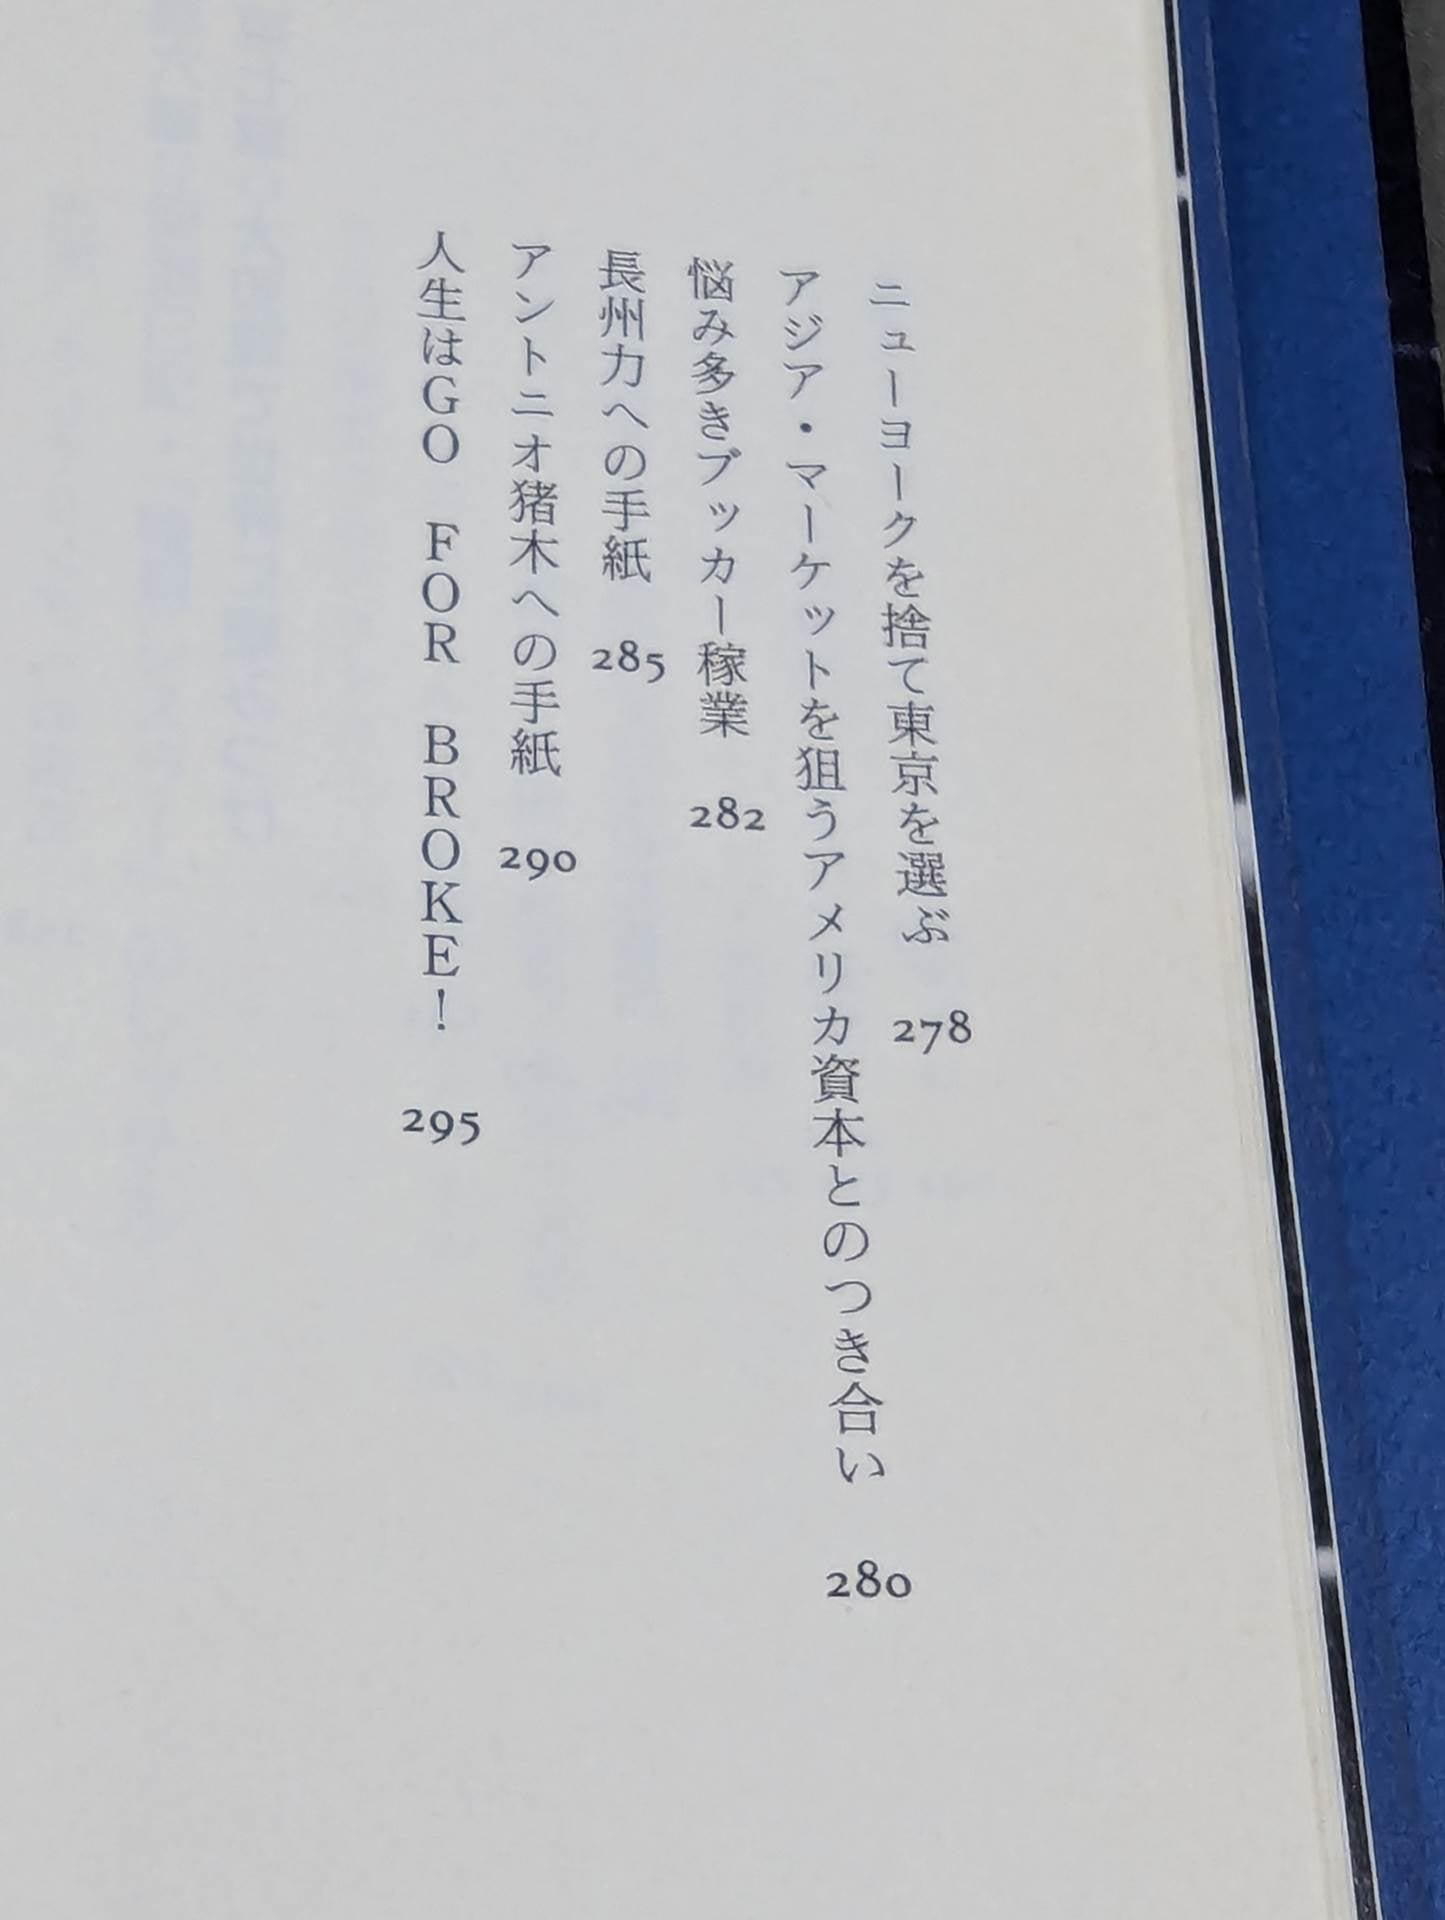 ニューヨークを捨て東京を選ぶ 278
アジア・マーケットを狙うアメリカ資本とのつき合い 280
悩み多きブッカー稼業 282
長州力への手紙 285
アントニオ猪木への手紙 290
人生はGO FOR BROKE! 295